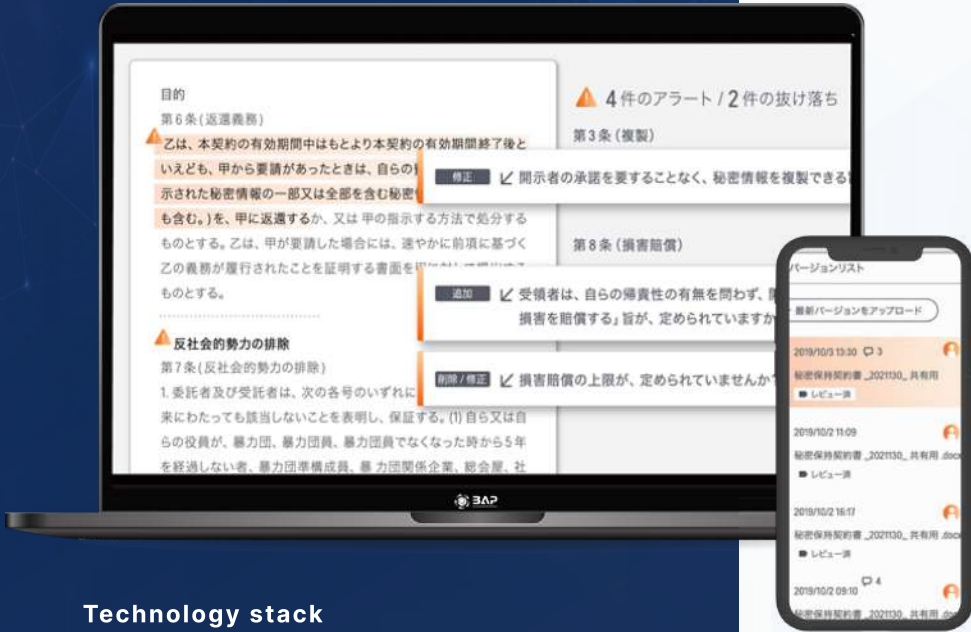 目的
第6条(返還義務)
乙は、本契約の有効期間中はもとより本契約の有効期間終了後と
いえども、甲から要請があったときは、自らの
示された秘密情報の一部又は全部を含む秘密
も含む。)を、甲に返還するか、又は 甲の指示する方法で処分する
ものとする。乙は、甲が要請した場合には、速やかに前項に基づく
乙の義務が履行されたことを証明する書面を
ものとする。
反社会的勢力の排除
第7条(反社会的勢力の排除)
1. 委託者及び受託者は、次の各号のいずれに
来にわたっても該当しないことを表明し、保証する。(1) 自ら又は自
らの役員が、暴力団、暴力団員、暴力団員でなくなった時から5年
を経過しない者、暴力団準構成員、暴 力団関係企業、総会屋、社
4件のアラート / 2件の抜け落ち
第3条 (複製)
修正 開示者の承諾を要することなく、秘密情報を複製できる
第8条 (損害賠償)
追加 受領者は、自らの帰責性の有無を問わず、
損害を賠償する」旨が、定められていますか
削除 / 修正 損害賠償の上限が、定められていませんか?
BAP
バージョンリスト
最新バージョンをアップロード
2019/10/3 13:30 3
秘密保持契約書 _2021130_ 共有用
レビュー済
2019/10/2 11:09
秘密保持契約書 _2021130_ 共有用 .docx
レビュー済
2019/10/2 16:17
秘密保持契約書 _2021130_ 共有用 .docx
レビュー済
2019/10/2 09:10 4
秘密保持契約書 _2021130_ 共有用
Technology stack